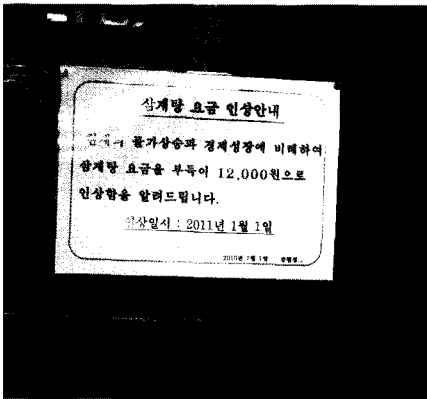 삼계탕 요금 인상안내
물가상승과 경제성장에 비례하여
삼계탕 요금을 부득이 12,000원으로
인상함을 알려드립니다.
인상일시 : 2011년 1월 1일